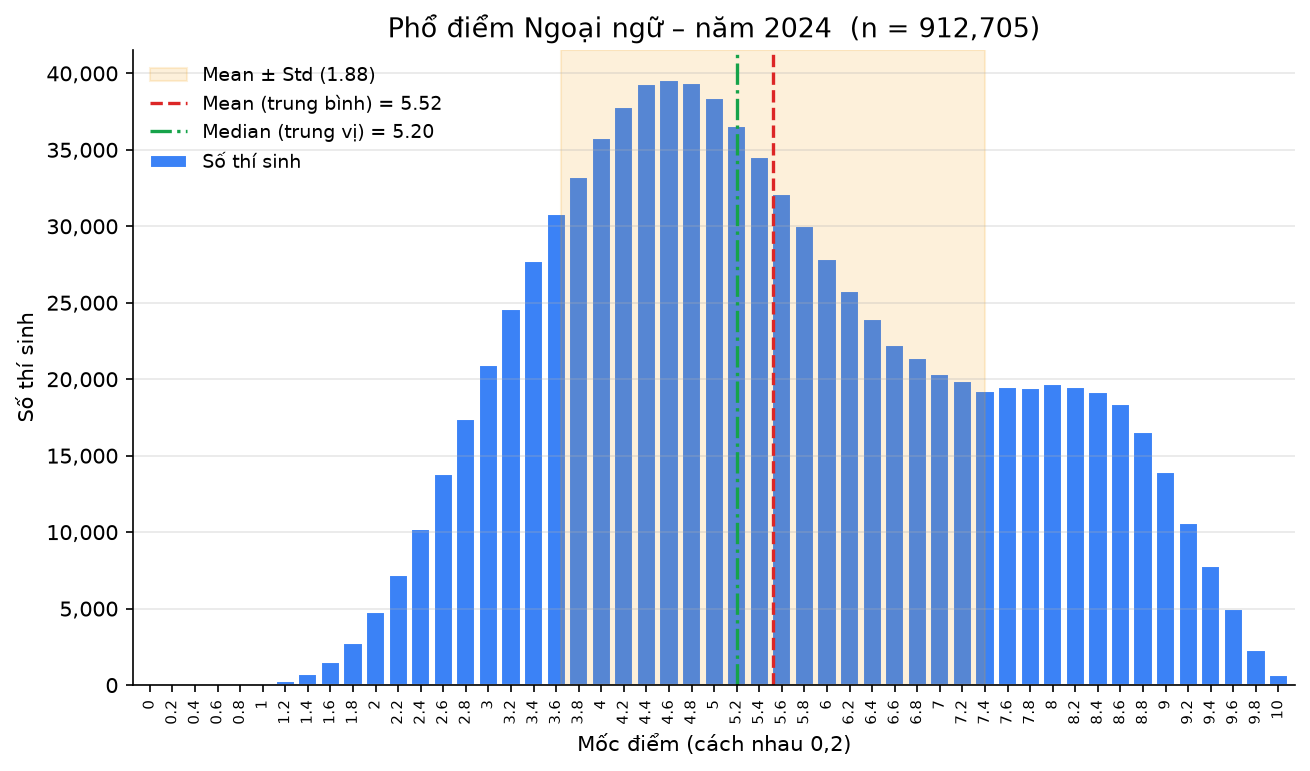 Phổ điểm Ngoại ngữ – năm 2024  (n = 912,705)
Mean ± Std (1.88)
Mean (trung bình) = 5.52
Median (trung vị) = 5.20
Số thí sinh
40,000
35,000
30,000
25,000
20,000
15,000
10,000
5,000
0
Số thí sinh
0 0.2 0.4 0.6 0.8 1 1.2 1.4 1.6 1.8 2 2.2 2.4 2.6 2.8 3 3.2 3.4 3.6 3.8 4 4.2 4.4 4.6 4.8 5 5.2 5.4 5.6 5.8 6 6.2 6.4 6.6 6.8 7 7.2 7.4 7.6 7.8 8 8.2 8.4 8.6 8.8 9 9.2 9.4 9.6 9.8 10
Mốc điểm (cách nhau 0,2)